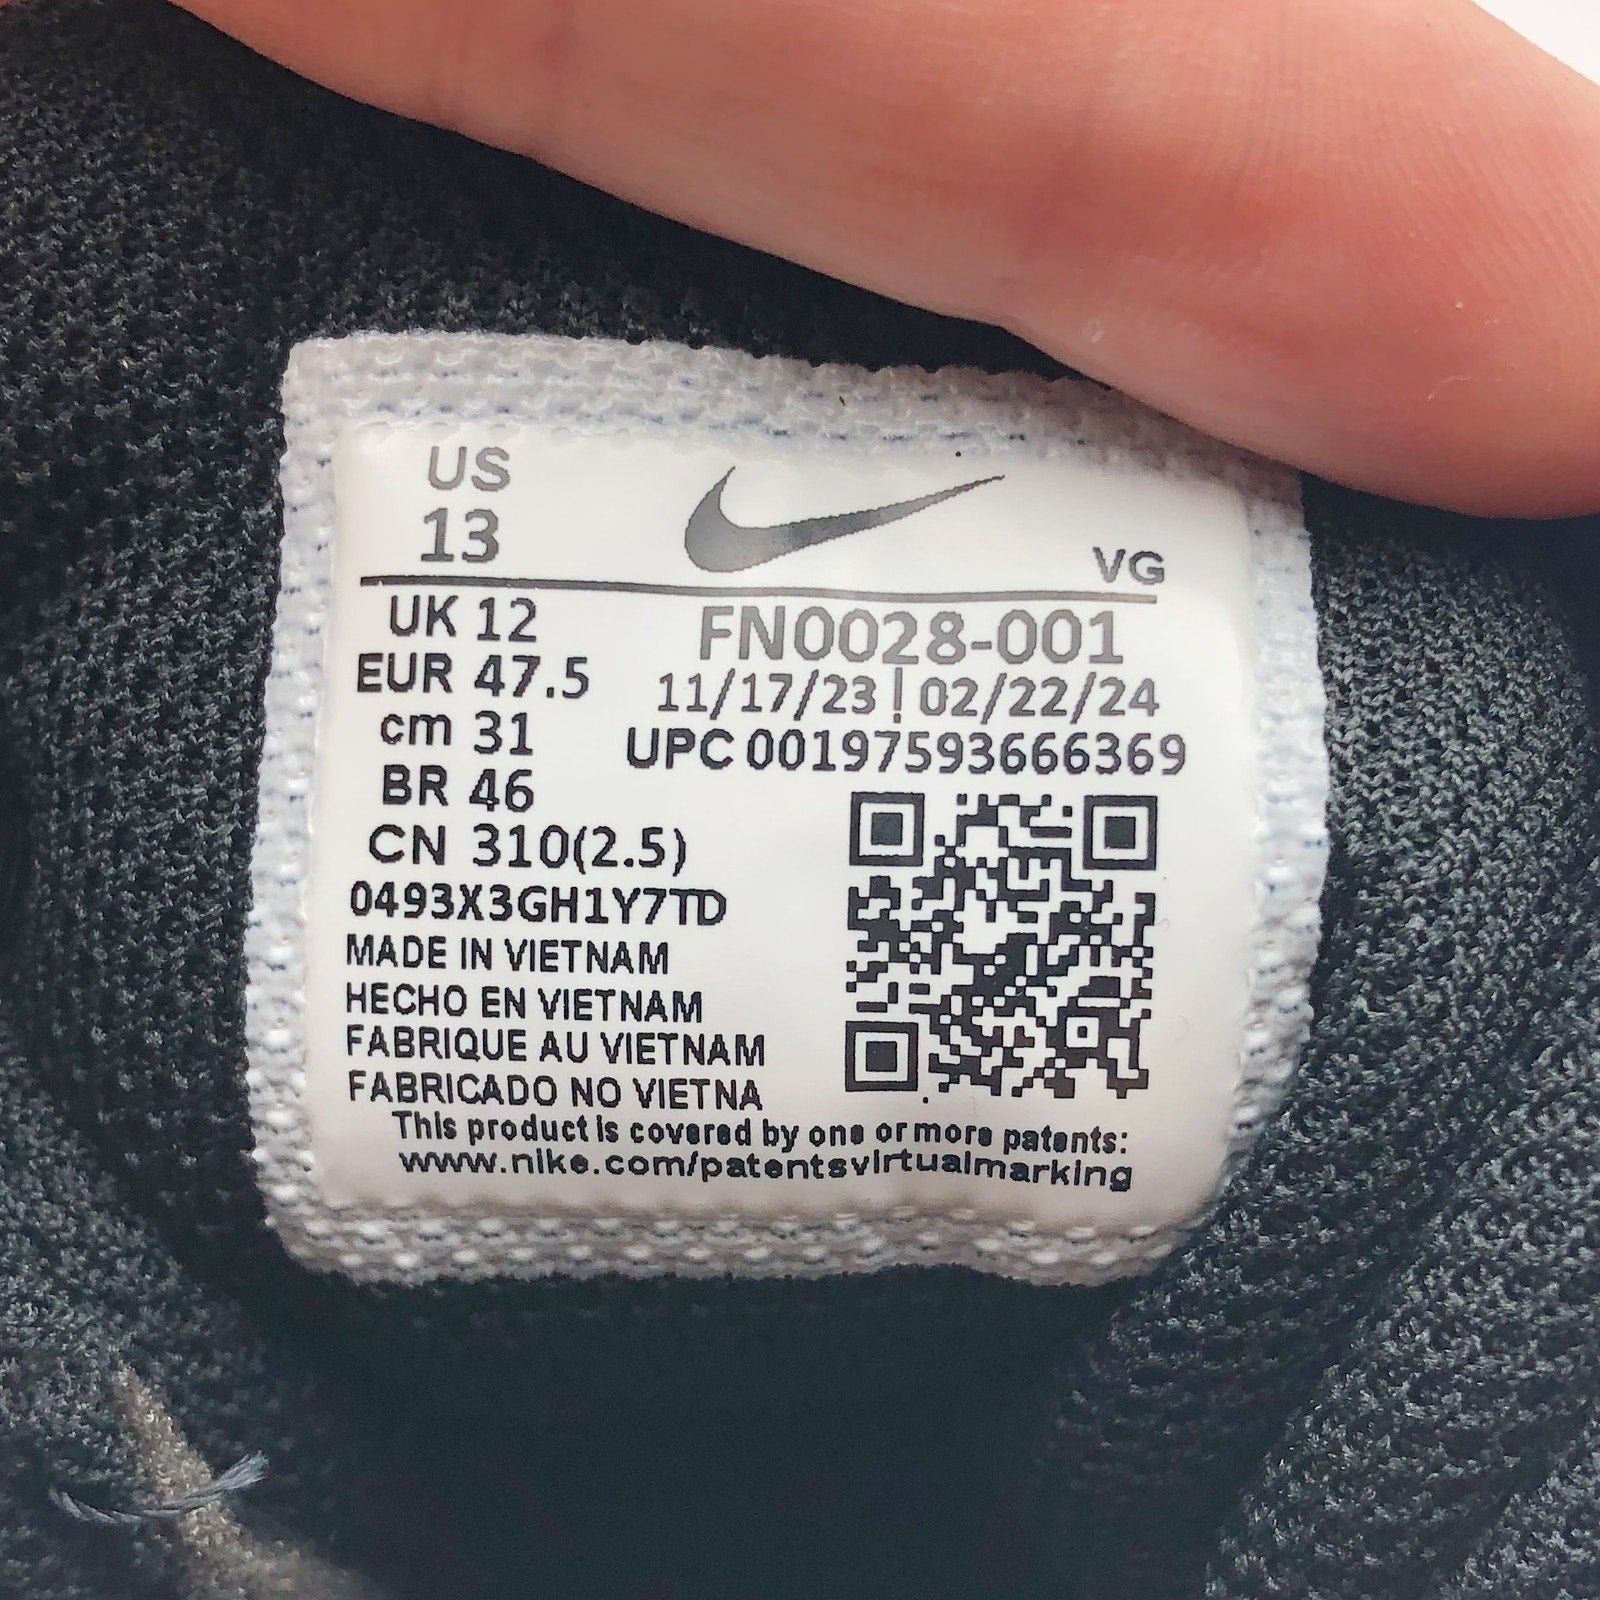 US
13
VG
UK 12
EUR 47.5
cm 31
BR 46
CN 310(2.5)
FN0028-001
11/17/23 | 02/22/24
UPC 00197593666369
0493X3GH1Y7TD
MADE IN VIETNAM
HECHO EN VIETNAM
FABRIQUE AU VIETNAM
FABRICADO NO VIETNA
This product is covered by one or more patents:
www.nike.com/patentsvirtualmarking